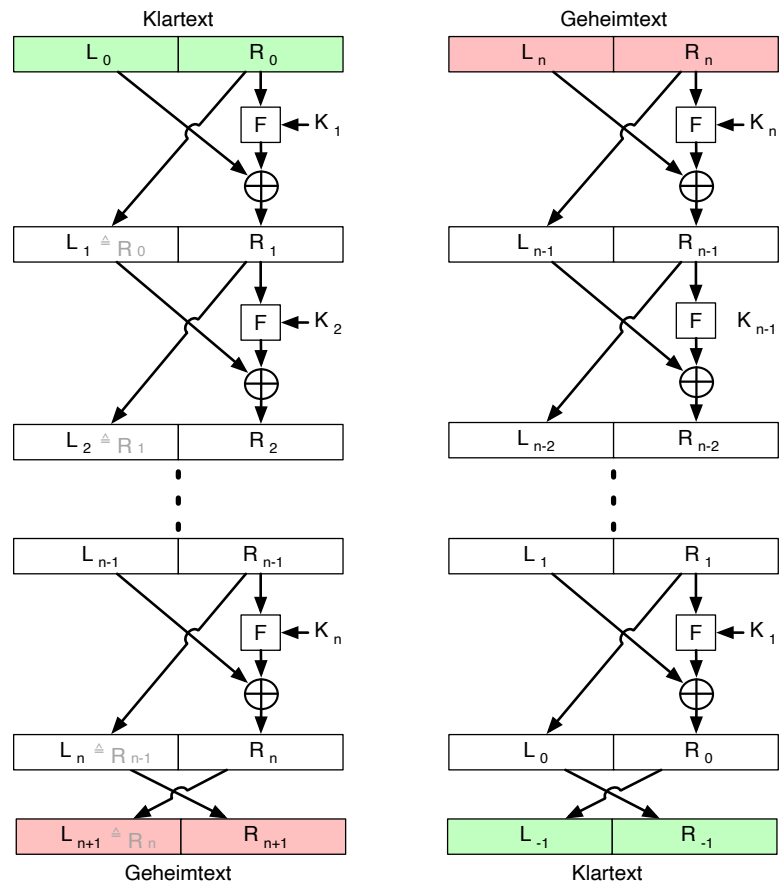 Klartext
L 0 R 0
F K 1
L 1 ≙ R 0 R 1
F K 2
L 2 ≙ R 1 R 2
L n-1 R n-1
F K n
L n ≙ R n-1 R n
L n+1 ≙ R n R n+1
Geheimtext
Geheimtext
L n R n
F K n
L n-1 R n-1
F K n-1
L n-2 R n-2
L 1 R 1
F K 1
L 0 R 0
L -1 R -1
Klartext